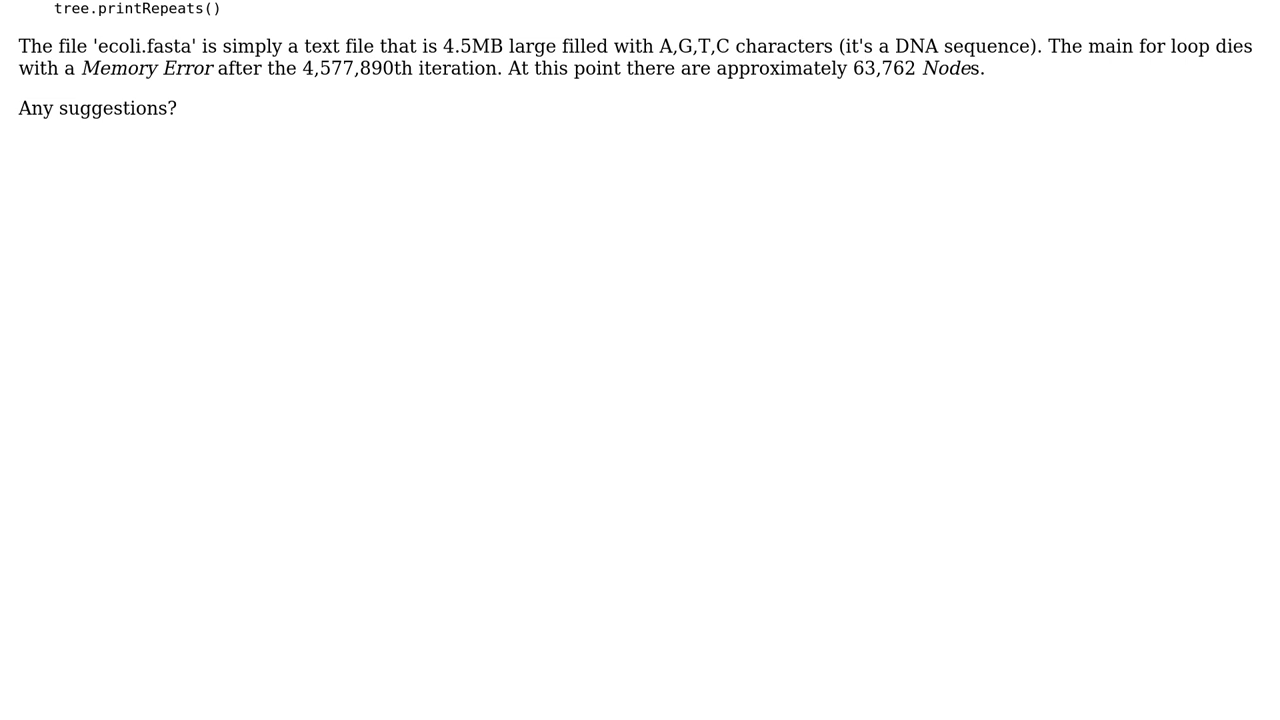 tree.printRepeats()
The file 'ecoli.fasta' is simply a text file that is 4.5MB large filled with A,G,T,C characters (it's a DNA sequence). The main for loop dies
with a Memory Error after the 4,577,890th iteration. At this point there are approximately 63,762 Nodes.
Any suggestions?